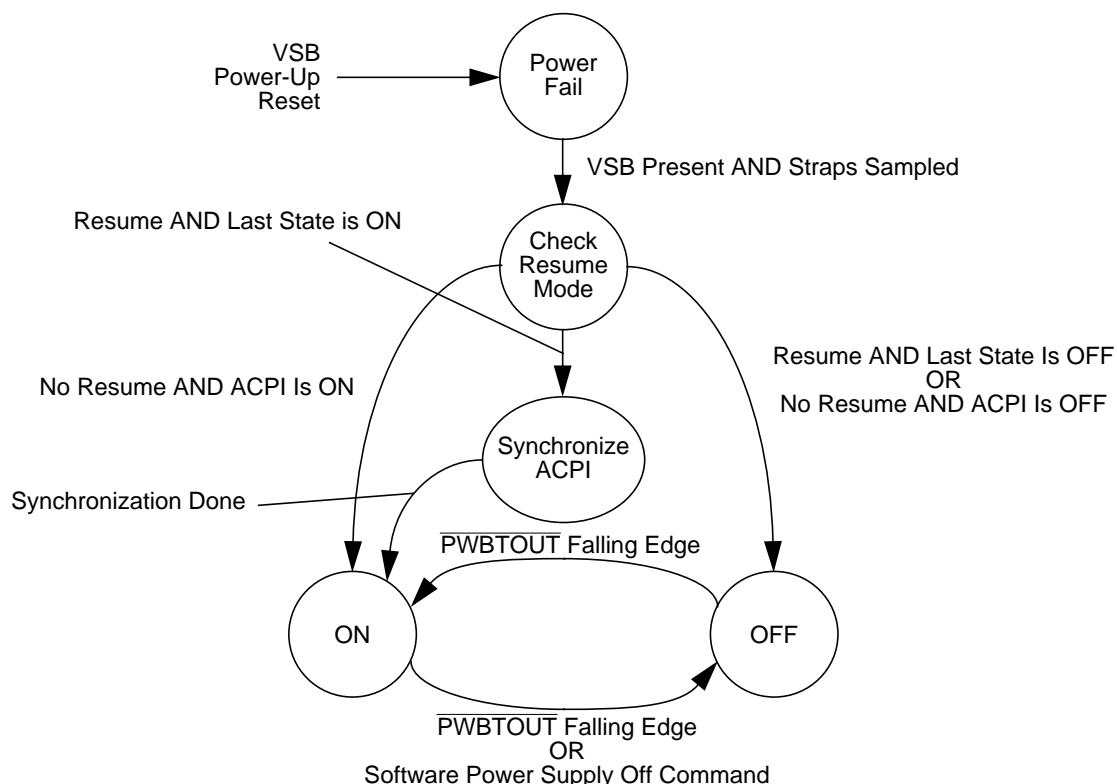 VSB
Power-Up
Reset
Power
Fail
VSB Present AND Straps Sampled
Resume AND Last State is ON
Check
Resume
Mode
No Resume AND ACPI Is ON
Resume AND Last State Is OFF
OR
No Resume AND ACPI Is OFF
Synchronize
ACPI
Synchronization Done
PWBTOUT Falling Edge
ON
OFF
PWBTOUT Falling Edge
OR
Software Power Supply Off Command